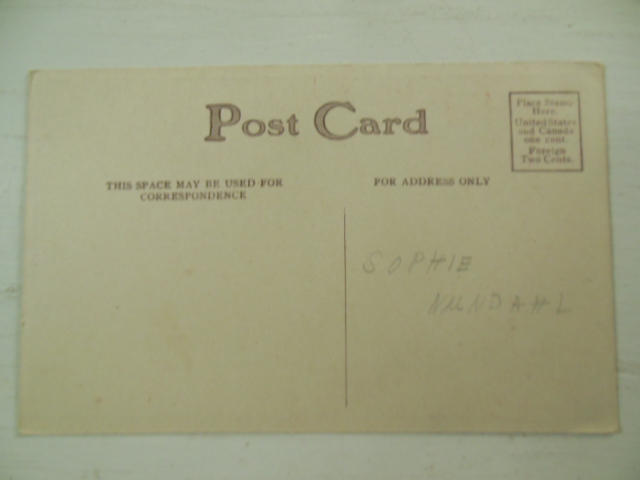 Post Card
Place Stamp
Here.
United States
and Canada
one cent.
Foreign
Two Cents.
THIS SPACE MAY BE USED FOR
CORRESPONDENCE
FOR ADDRESS ONLY
SOPHIE